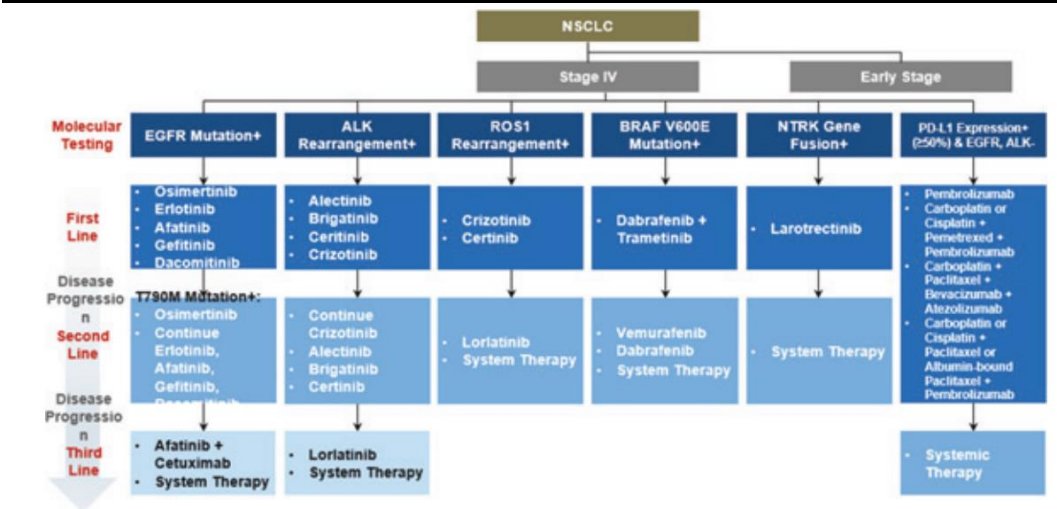 NSCLC
Stage IV
Early Stage
Molecular
Testing
EGFR Mutation+
ALK
Rearrangement+
ROS1
Rearrangement+
BRAF V600E
Mutation+
NTRK Gene
Fusion+
PD-L1 Expression+
(≥50%) & EGFR, ALK-
First
Line
• Osimertinib
• Erlotinib
• Afatinib
• Gefitinib
• Dacomitinib
• Alectinib
• Brigatinib
• Ceritinib
• Crizotinib
• Crizotinib
• Certinib
• Dabrafenib +
Trametinib
• Larotrectinib
• Pembrolizumab
• Carboplatin or
Cisplatin +
Pemetrexed +
Pembrolizumab
• Carboplatin +
Paclitaxel +
Bevacizumab +
Atezolizumab
• Carboplatin or
Cisplatin +
Paclitaxel or
Albumin-bound
Paclitaxel +
Pembrolizumab
Disease
Progressio
n
Second
Line
T790M Mutation+:
• Osimertinib
• Continue
Erlotinib,
Afatinib,
Gefitinib,
Dacomitinib
• Continue
Crizotinib
• Alectinib
• Brigatinib
• Certinib
• Lorlatinib
• System Therapy
• Vemurafenib
• Dabrafenib
• System Therapy
• System Therapy
Disease
Progressio
n
Third
Line
• Afatinib +
Cetuximab
• System Therapy
• Lorlatinib
• System Therapy
• Systemic
Therapy